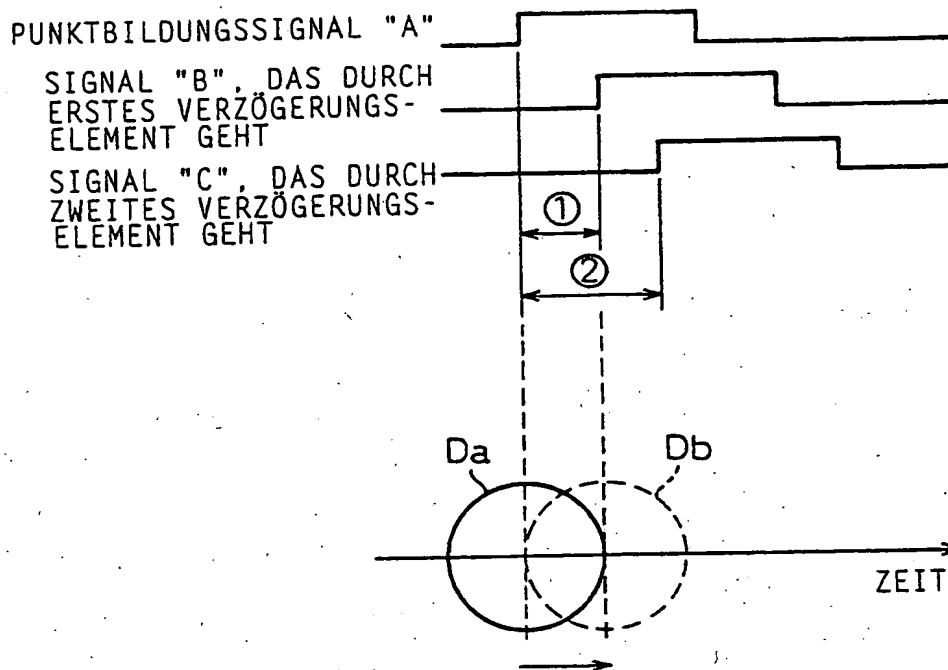 PUNKTBILDUNGSSIGNAL "A"
SIGNAL "B", DAS DURCH
ERSTES VERZÖGERUNGS-
ELEMENT GEHT
SIGNAL "C", DAS DURCH
ZWEITES VERZÖGERUNGS-
ELEMENT GEHT
①
②
Da
Db
ZEIT